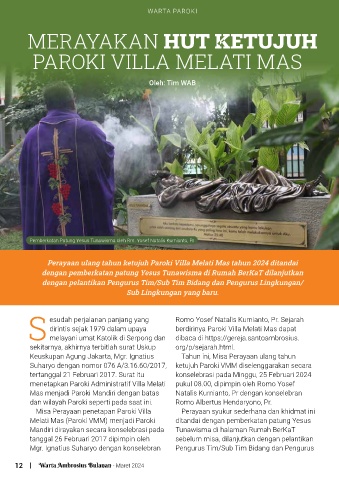 WARTA PAROKI
MERAYAKAN HUT KETUJUH
PAROKI VILLA MELATI MAS
Oleh: Tim WAB
Pemberkatan Patung Yesus Tunawisma oleh Rm. Yosef Natalis Kurnianto, Pr.
Perayaan ulang tahun ketujuh Paroki Villa Melati Mas tahun 2024 ditandai
dengan pemberkatan patung Yesus Tunawisma di Rumah BerKaT dilanjutkan
dengan pelantikan Pengurus Tim/Sub Tim Bidang dan Pengurus Lingkungan/
Sub Lingkungan yang baru.
Sesudah perjalanan panjang yang
dirintis sejak 1979 dalam upaya
melayani umat Katolik di Serpong dan
sekitarnya, akhirnya terbitlah surat Uskup
Keuskupan Agung Jakarta, Mgr. Ignatius
Suharyo dengan nomor 076 A/3.16.60/2017,
tertanggal 21 Februari 2017. Surat itu
menetapkan Paroki Administratif Villa Melati
Mas menjadi Paroki Mandiri dengan batas
dan wilayah Paroki seperti pada saat ini.
Misa Perayaan penetapan Paroki Villa
Melati Mas (Paroki VMM) menjadi Paroki
Mandiri dirayakan secara konselebrasi pada
tanggal 26 Februari 2017 dipimpin oleh
Mgr. Ignatius Suharyo dengan konselebran
Romo Yosef Natalis Kurnianto, Pr. Sejarah
berdirinya Paroki Villa Melati Mas dapat
dibaca di https://gereja.santoambrosius.
org/p/sejarah.html.
Tahun ini, Misa Perayaan ulang tahun
ketujuh Paroki VMM diselenggarakan secara
konselebrasi pada Minggu, 25 Februari 2024
pukul 08.00, dipimpin oleh Romo Yosef
Natalis Kurnianto, Pr dengan konselebran
Romo Albertus Hendaryono, Pr.
Perayaan syukur sederhana dan khidmat ini
ditandai dengan pemberkatan patung Yesus
Tunawisma di halaman Rumah BerKaT
sebelum misa, dilanjutkan dengan pelantikan
Pengurus Tim/Sub Tim Bidang dan Pengurus
12 | Warta Ambrosius Bulanan - Maret 2024